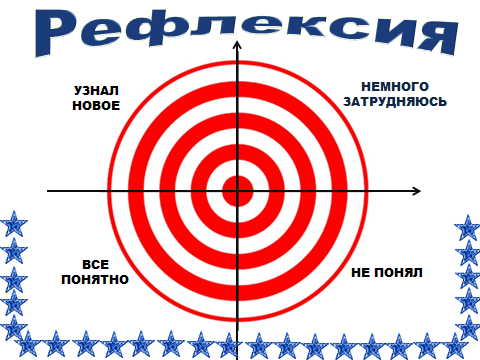 Рефлексия
УЗНАЛ
НОВОЕ
НЕМНОГО
ЗАТРУДНЯЮСЬ
ВСЕ
ПОНЯТНО
НЕ ПОНЯЛ